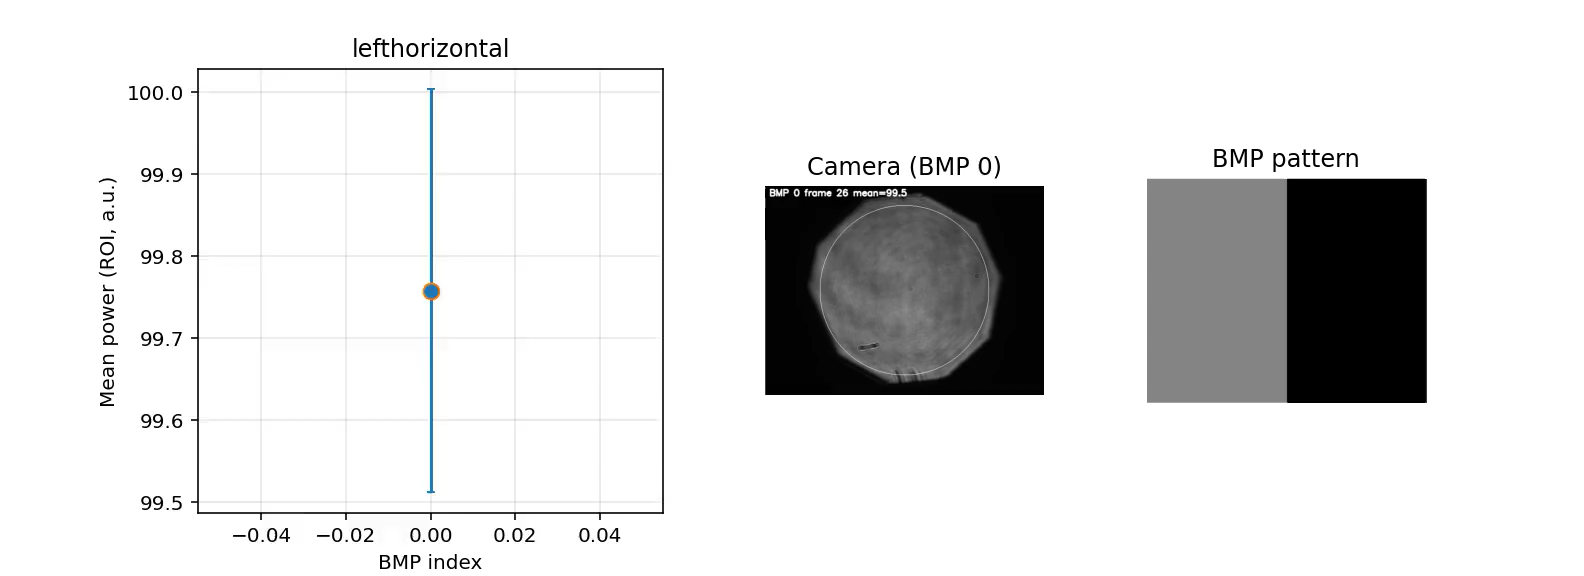 lefthorizontal
100.0
99.9
99.8
99.7
99.6
99.5
Mean power (ROI, a.u.)
−0.04 −0.02 0.00 0.02 0.04
BMP index
Camera (BMP 0)
BMP 0 frame 26 mean=99.5
BMP pattern